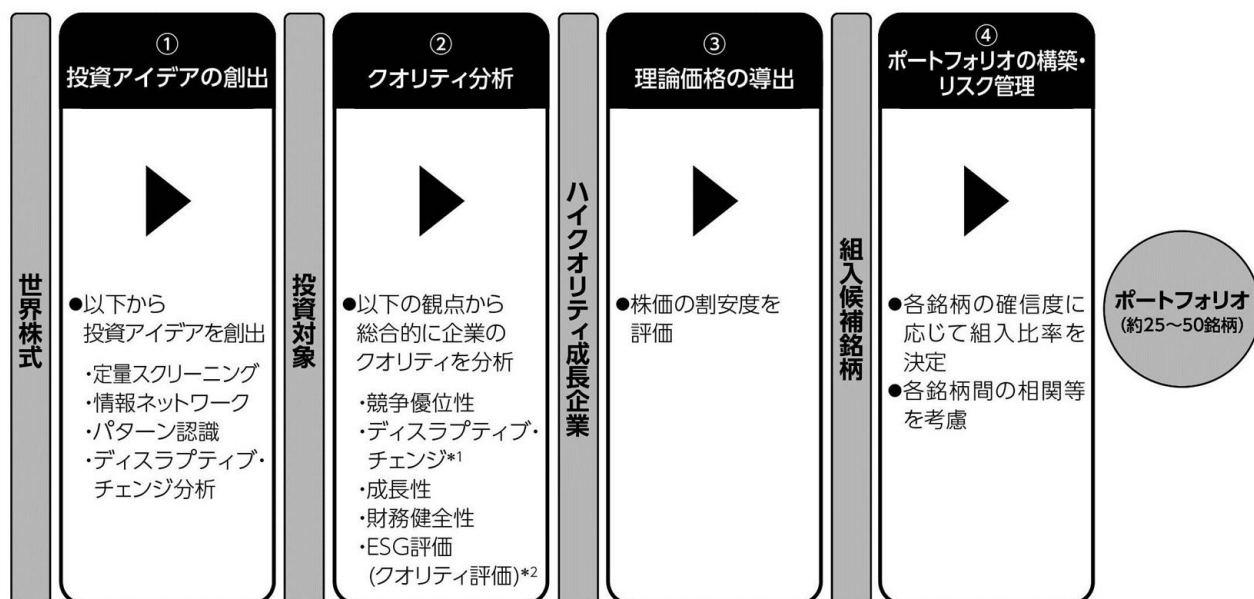 世界株式
①
投資アイデアの創出
●以下から
投資アイデアを創出
・定量スクリーニング
・情報ネットワーク
・パターン認識
・ディスラプティブ・
チェンジ分析
投資対象
②
クオリティ分析
●以下の観点から
総合的に企業の
クオリティを分析
・競争優位性
・ディスラプティブ・
チェンジ*1
・成長性
・財務健全性
・ESG評価
(クオリティ評価)*2
ハイクオリティ成長企業
③
理論価格の導出
●株価の割安度を
評価
組入候補銘柄
④
ポートフォリオの構築・
リスク管理
●各銘柄の確信度に
応じて組入比率を
決定
●各銘柄間の相関等
を考慮
ポートフォリオ
(約25～50銘柄)